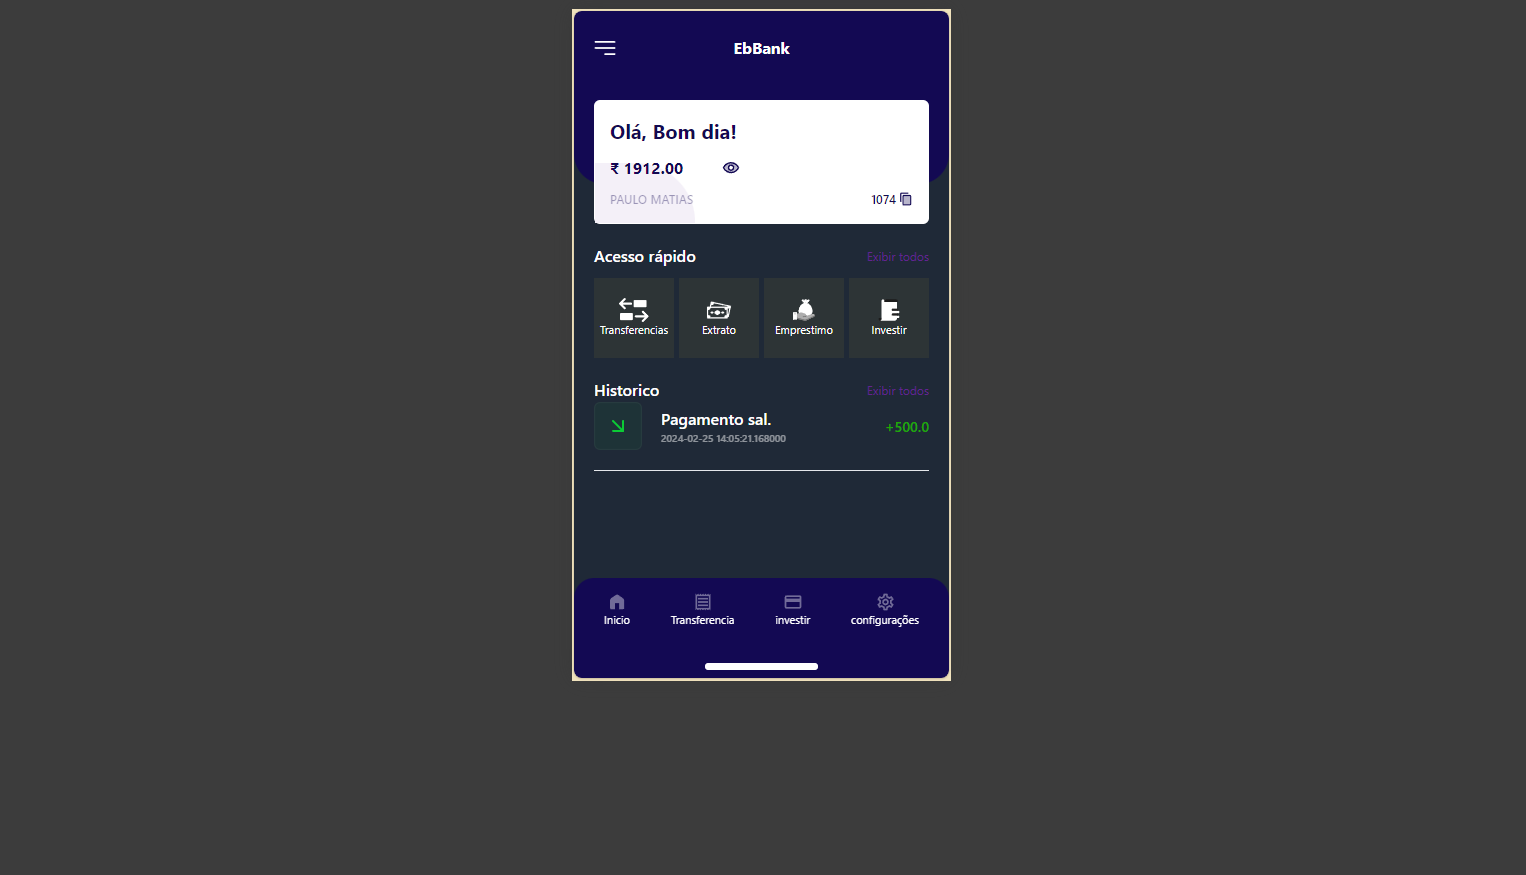 EbBank
Olá, Bom dia!
₹ 1912.00
PAULO MATIAS 1074
Acesso rápido Exibir todos
Transferencias Extrato Emprestimo Investir
Historico Exibir todos
Pagamento sal.
+500.0
2024-02-25 14:05:21.168000
Inicio Transferencia investir configurações